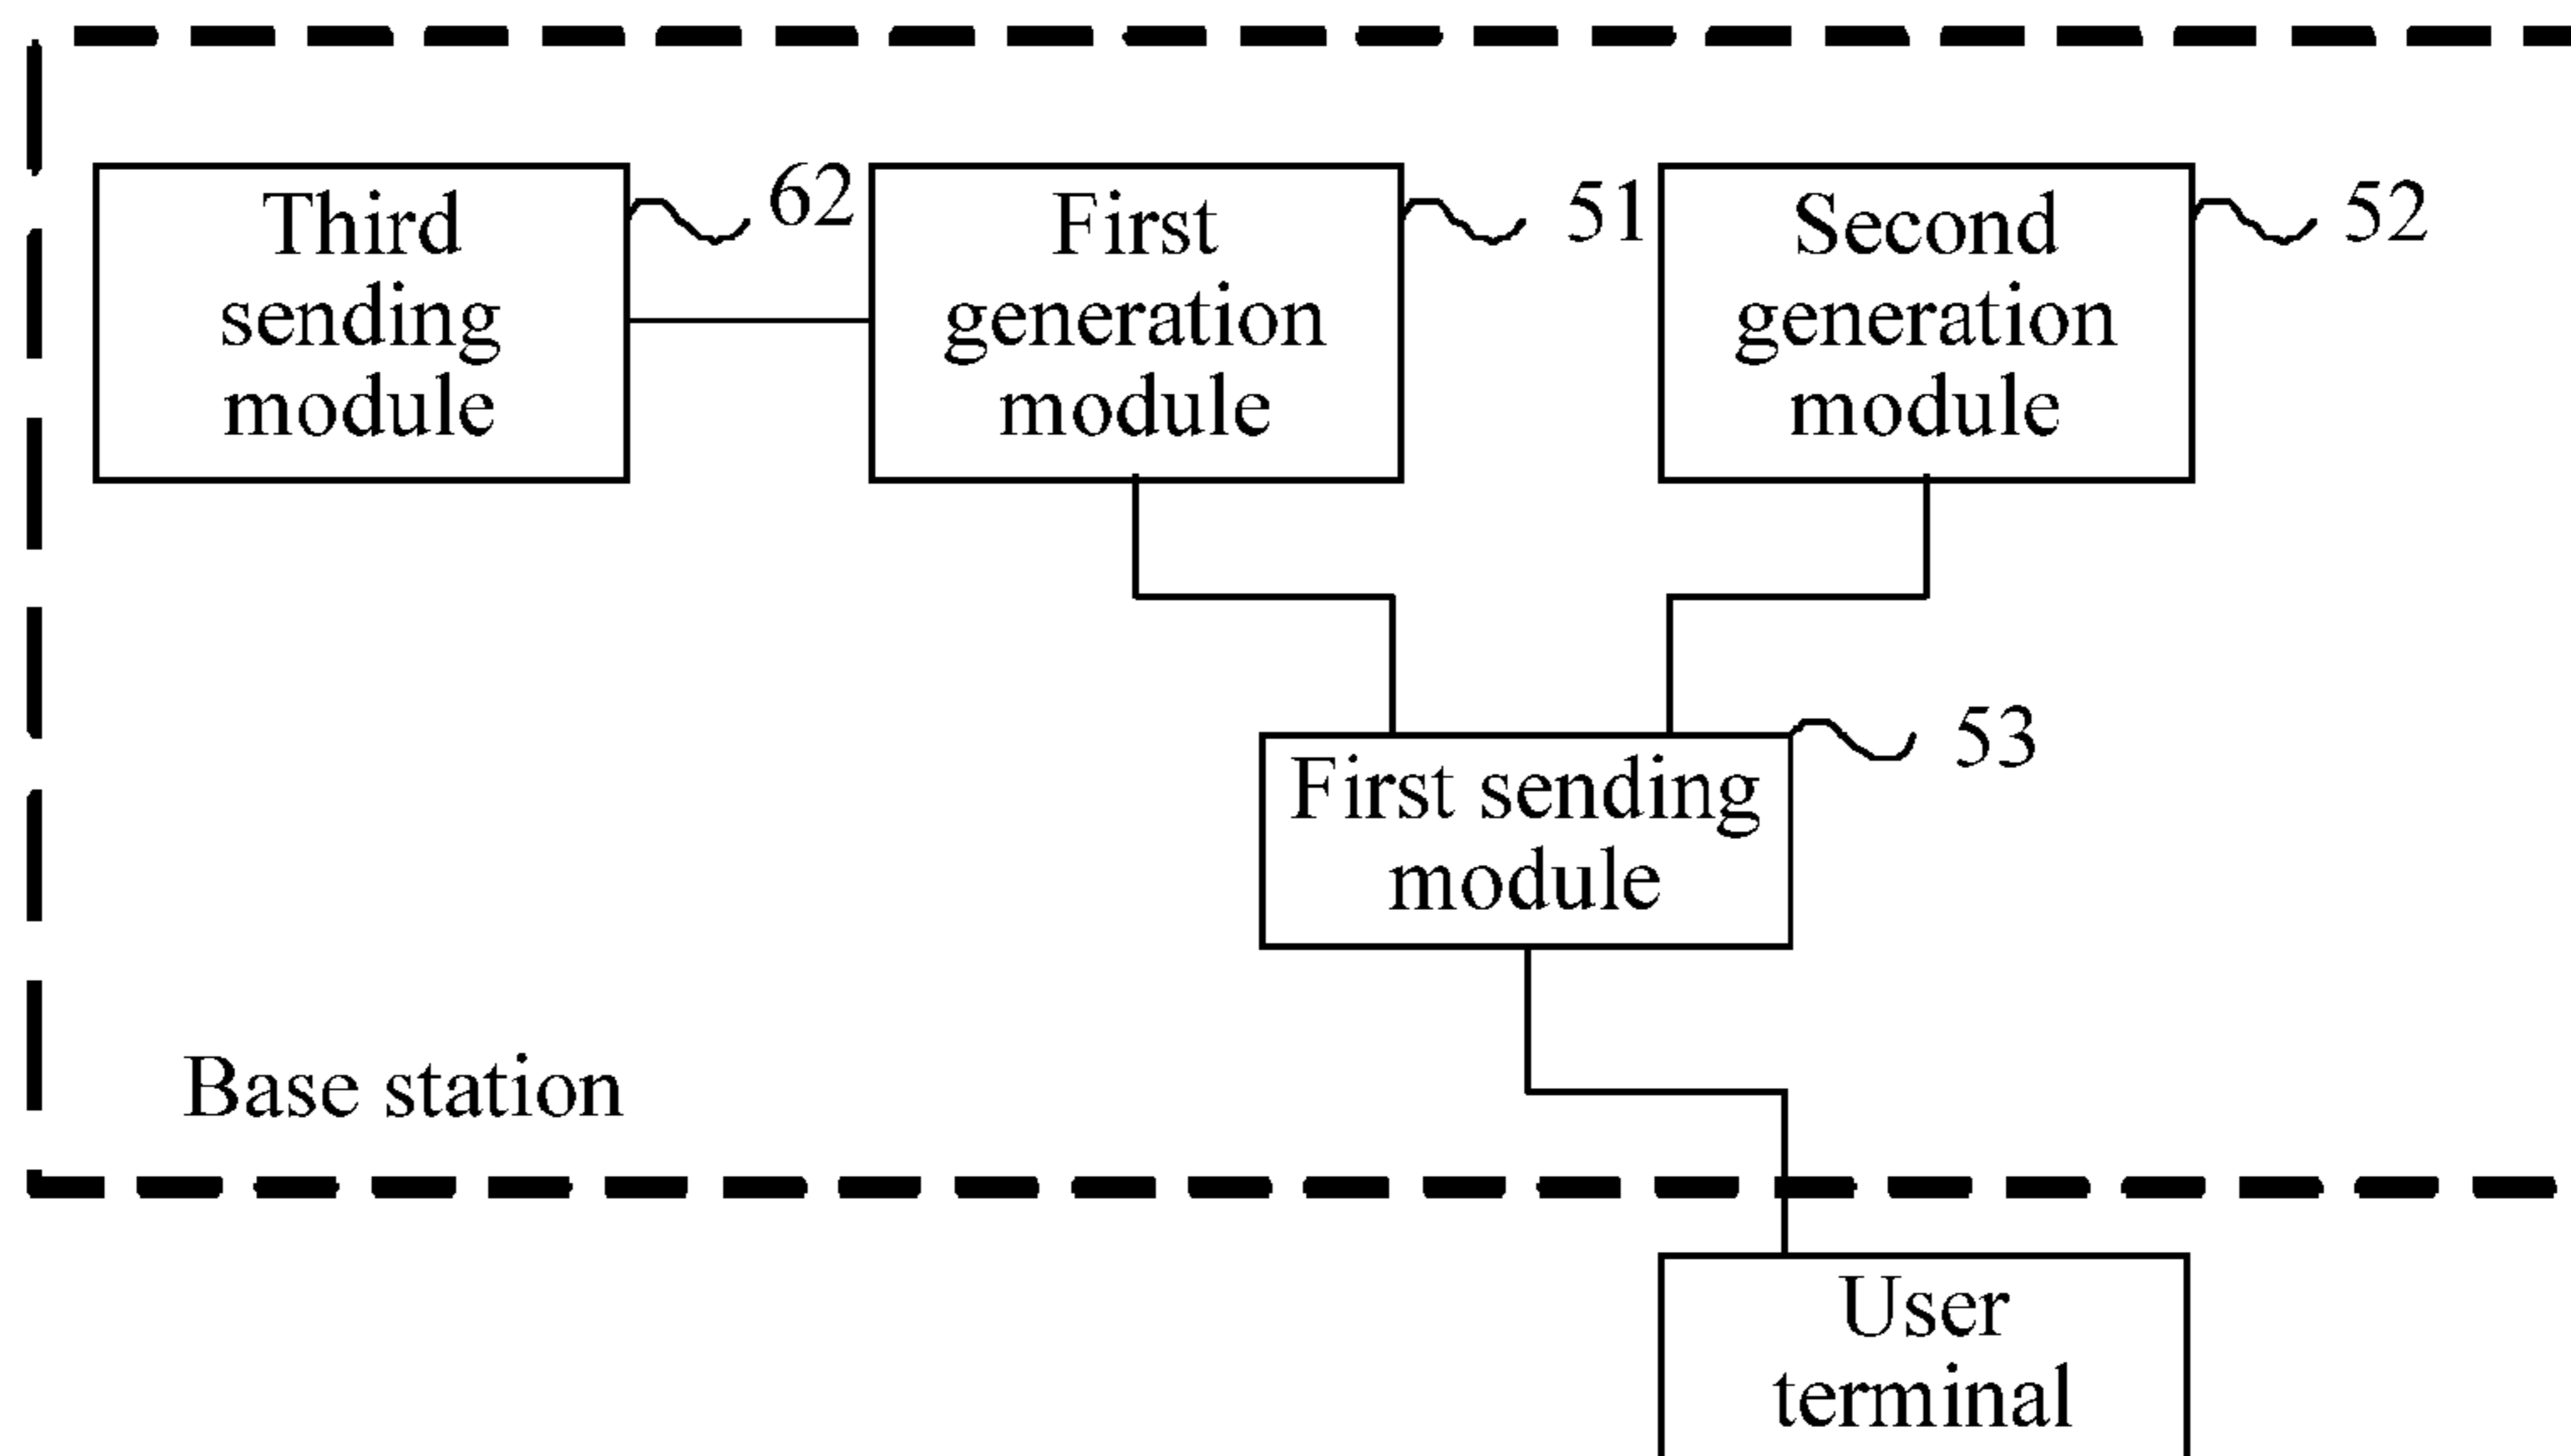 Third
sending
module
62
First
generation
module
51
Second
generation
module
52
First sending
module
53
Base station
User
terminal